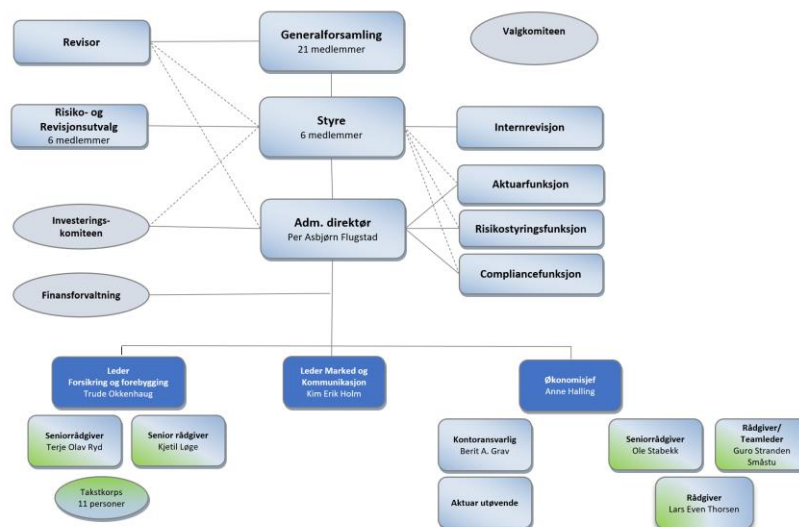 Revisor
Generalforsamling
21 medlemmer
Valgkomiteen
Risiko- og
Revisjonsutvalg
6 medlemmer
Styre
6 medlemmer
Internrevisjon
Aktuarfunksjon
Investerings-
komiteen
Adm. direktør
Per Asbjørn Flugstad
Risikostyringsfunksjon
Compliancefunksjon
Finansforvaltning
Leder
Forsikring og forebygging
Trude Okkenhaug
Leder Marked og
Kommunikasjon
Kim Erik Holm
Økonomisjef
Anne Halling
Seniorrådgiver
Terje Olav Ryd
Senior rådgiver
Kjetil Løge
Kontoransvarlig
Berit A. Grav
Seniorrådgiver
Ole Stabekk
Rådgiver/
Teamleder
Guro Stranden
Småstu
Takstkorps
11 personer
Aktuar utøvende
Rådgiver
Lars Even Thorsen